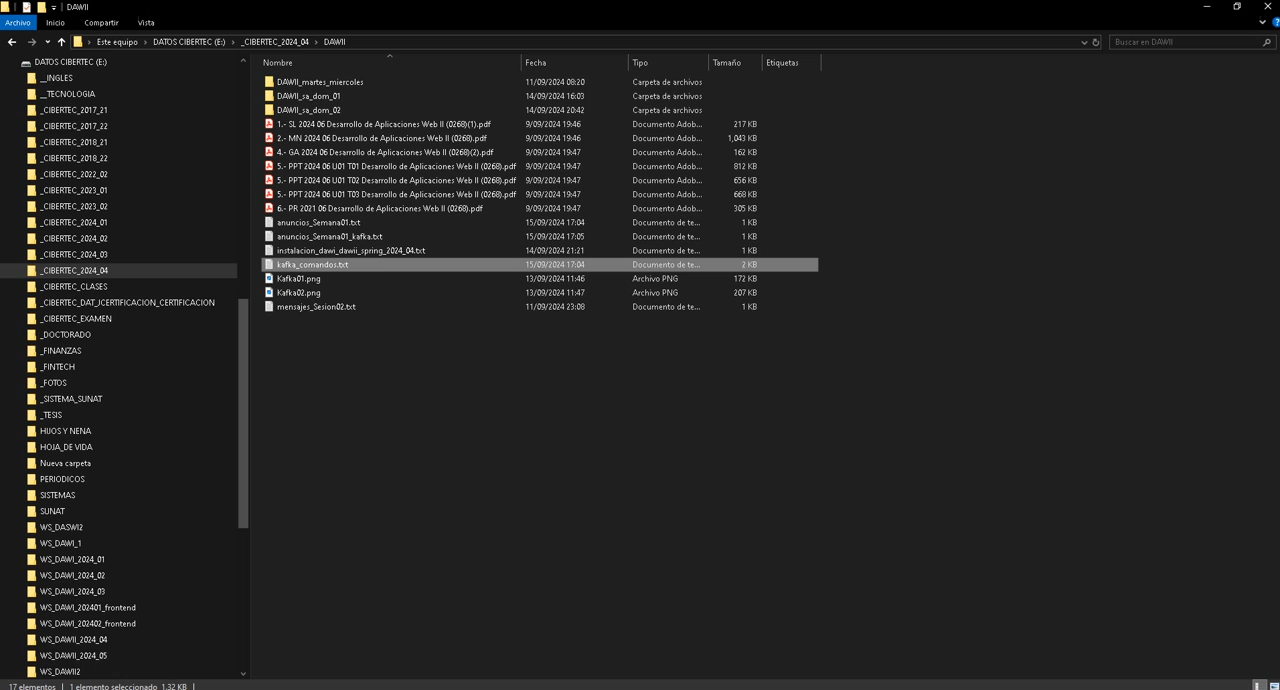 DAWII
Archivo Inicio Compartir Vista
Este equipo DATOS CIBERTEC (E:) _CIBERTEC_2024_04 DAWII
Buscar en DAWII
DATOS CIBERTEC (E:)
__INGLES
__TECNOLOGIA
_CIBERTEC_2017_21
_CIBERTEC_2017_22
_CIBERTEC_2018_21
_CIBERTEC_2018_22
_CIBERTEC_2022_02
_CIBERTEC_2023_01
_CIBERTEC_2023_02
_CIBERTEC_2024_01
_CIBERTEC_2024_02
_CIBERTEC_2024_03
_CIBERTEC_2024_04
_CIBERTEC_CLASES
_CIBERTEC_DAT_JCERTIFICACION_CERTIFICACION
_CIBERTEC_EXAMEN
_DOCTORADO
_FINANZAS
_FINTECH
_FOTOS
_SISTEMA_SUNAT
_TESIS
HIJOS Y NENA
HOJA_DE VIDA
Nueva carpeta
PERIODICOS
SISTEMAS
SUNAT
WS_DASWI2
WS_DAWI_1
WS_DAWI_2024_01
WS_DAWI_2024_02
WS_DAWI_2024_03
WS_DAWI_202401_frontend
WS_DAWI_202402_frontend
WS_DAWII_2024_04
WS_DAWII_2024_05
WS_DAWII2
Nombre Fecha Tipo Tamaño Etiquetas
DAWII_martes_miercoles 11/09/2024 08:20 Carpeta de archivos
DAWII_sa_dom_01 14/09/2024 16:03 Carpeta de archivos
DAWII_sa_dom_02 14/09/2024 20:42 Carpeta de archivos
1.- SL 2024 06 Desarrollo de Aplicaciones Web II (0268)(1).pdf 9/09/2024 19:46 Documento Adob... 217 KB
2.- MN 2024 06 Desarrollo de Aplicaciones Web II (0268).pdf 9/09/2024 19:46 Documento Adob... 1,043 KB
4.- GA 2024 06 Desarrollo de Aplicaciones Web II (0268)(2).pdf 9/09/2024 19:47 Documento Adob... 162 KB
5.- PPT 2024 06 U01 T01 Desarrollo de Aplicaciones Web II (0268).pdf 9/09/2024 19:47 Documento Adob... 812 KB
5.- PPT 2024 06 U01 T02 Desarrollo de Aplicaciones Web II (0268).pdf 9/09/2024 19:47 Documento Adob... 656 KB
5.- PPT 2024 06 U01 T03 Desarrollo de Aplicaciones Web II (0268).pdf 9/09/2024 19:47 Documento Adob... 668 KB
6.- PR 2021 06 Desarrollo de Aplicaciones Web II (0268).pdf 9/09/2024 19:47 Documento Adob... 305 KB
anuncios_Semana01.txt 15/09/2024 17:04 Documento de te... 1 KB
anuncios_Semana01_kafka.txt 15/09/2024 17:05 Documento de te... 1 KB
instalacion_dawi_dawii_spring_2024_04.txt 14/09/2024 21:21 Documento de te... 1 KB
kafka_comandos.txt 15/09/2024 17:04 Documento de te... 2 KB
Kafka01.png 13/09/2024 11:46 Archivo PNG 172 KB
Kafka02.png 13/09/2024 11:47 Archivo PNG 207 KB
mensajes_Sesion02.txt 11/09/2024 23:08 Documento de te... 1 KB
17 elementos 1 elemento seleccionado 1.32 KB